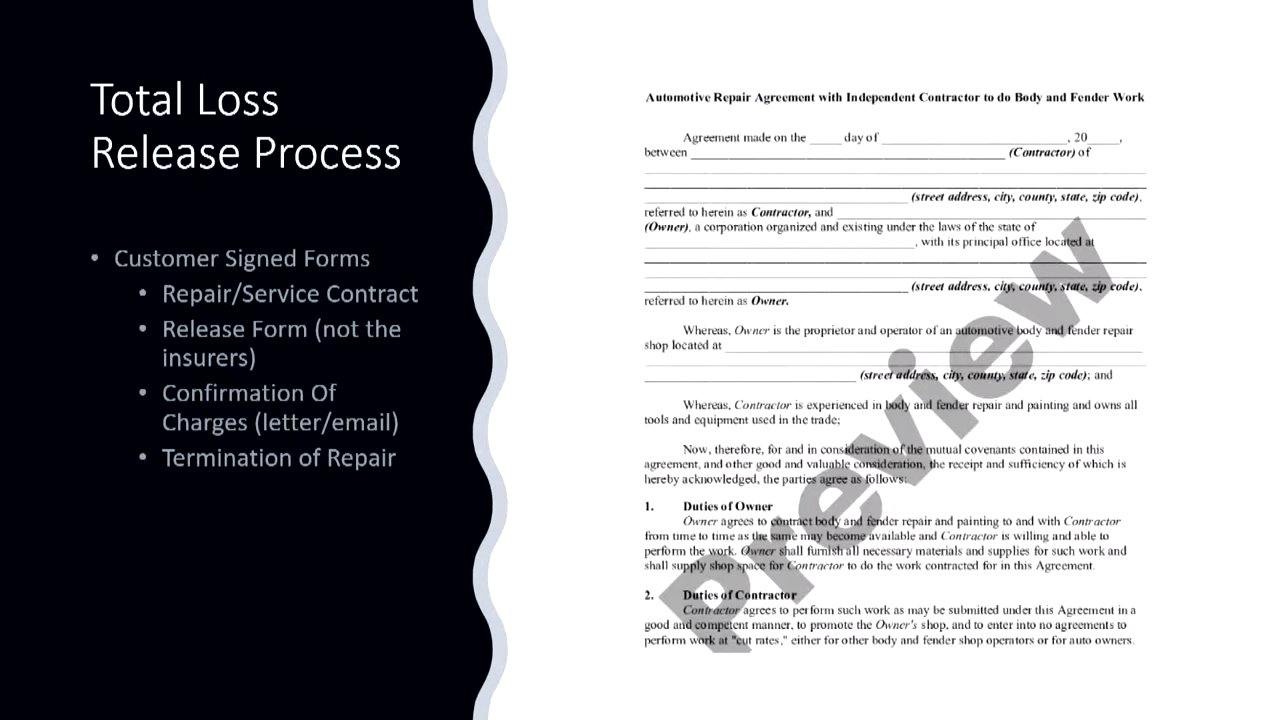 Total Loss
Release Process
• Customer Signed Forms
• Repair/Service Contract
• Release Form (not the
insurers)
• Confirmation Of
Charges (letter/email)
• Termination of Repair
Automotive Repair Agreement with Independent Contractor to do Body and Fender Work
Agreement made on the _____ day of ______________________________, 20_____,
between __________________________________________________ (Contractor) of
__________________________________________ (street address, city, county, state, zip code),
referred to herein as Contractor, and __________________________________________________
(Owner), a corporation organized and existing under the laws of the state of
___________________________________________, with its principal office located at
__________________________________________ (street address, city, county, state, zip code),
referred to herein as Owner.
Whereas, Owner is the proprietor and operator of an automotive body and fender repair
shop located at __________________________________________________________________
__________________________________ (street address, city, county, state, zip code); and
Whereas, Contractor is experienced in body and fender repair and painting and owns all
tools and equipment used in the trade;
Now, therefore, for and in consideration of the mutual covenants contained in this
agreement, and other good and valuable consideration, the receipt and sufficiency of which is
hereby acknowledged, the parties agree as follows:
1. Duties of Owner
Owner agrees to contract body and fender repair and painting to and with Contractor
from time to time as the same may become available and Contractor is willing and able to
perform the work. Owner shall furnish all necessary materials and supplies for such work and
shall supply shop space for Contractor to do the work contracted for in this Agreement.
2. Duties of Contractor
Contractor agrees to perform such work as may be submitted under this Agreement in a
good and competent manner, to promote the Owner's shop, and to enter into no agreements to
perform work at "cut rates," either for other body and fender shop operators or for auto owners.
Preview